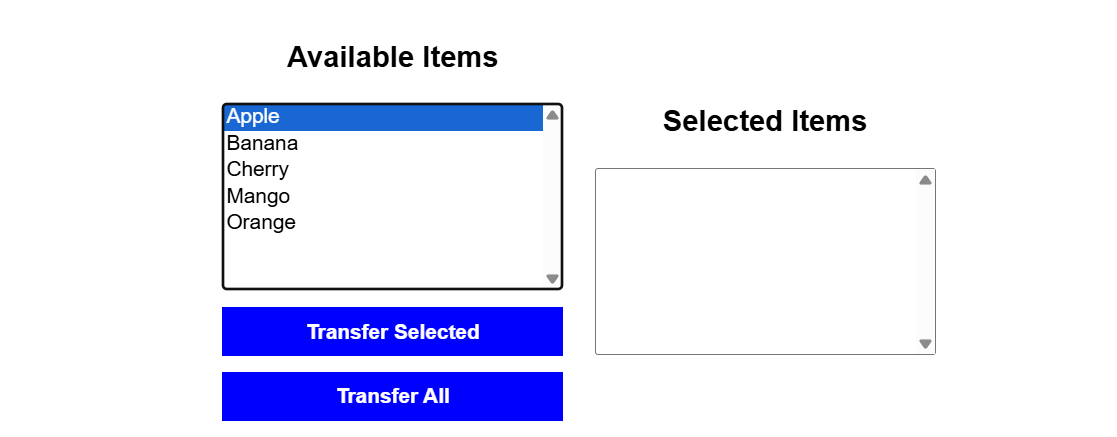 Available Items
Apple
Banana
Cherry
Mango
Orange
Transfer Selected
Transfer All
Selected Items